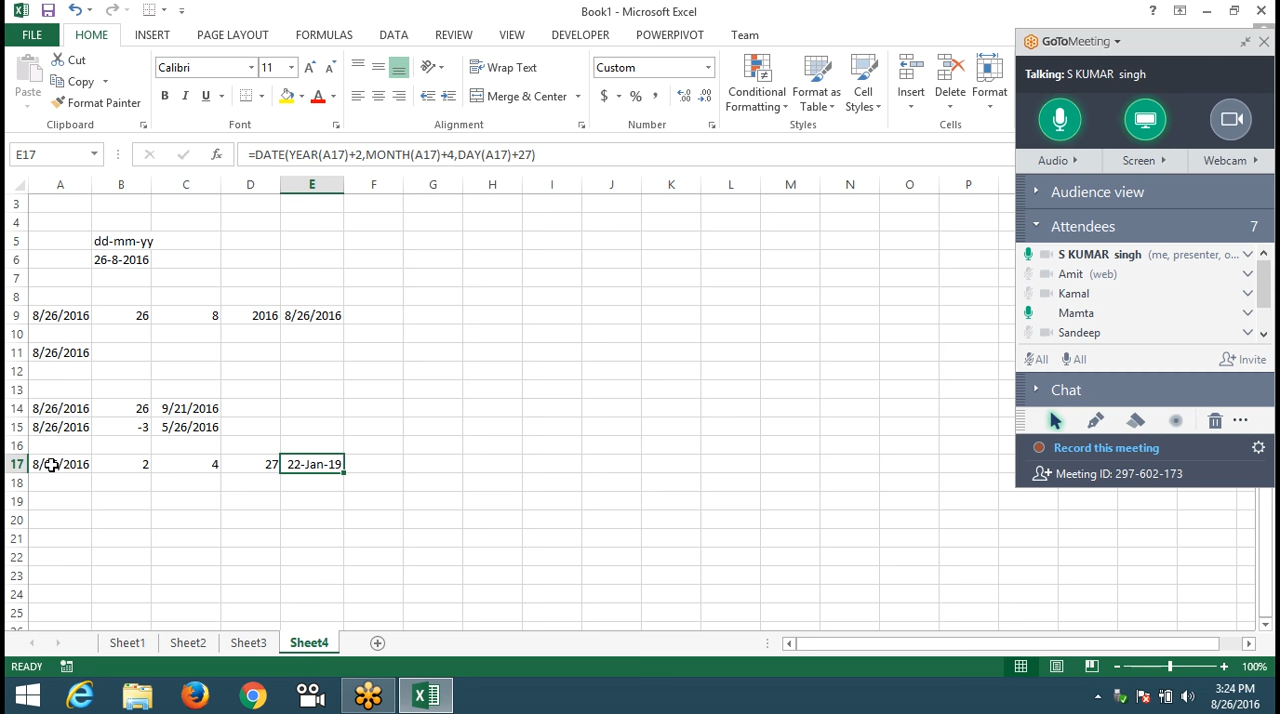 Book1 - Microsoft Excel
?
FILE HOME INSERT PAGE LAYOUT FORMULAS DATA REVIEW VIEW DEVELOPER POWERPIVOT Team
Paste
Cut
Copy
Format Painter
Clipboard
Calibri 11
B I U
Font
Wrap Text
Merge & Center
Alignment
Custom
$ % ,
Number
Conditional Formatting
Format as Table
Cell Styles
Styles
Insert
Delete
Format
Cells
E17
=DATE(YEAR(A17)+2,MONTH(A17)+4,DAY(A17)+27)
A B C D E F G H I J K L M N O P
3
4
5 dd-mm-yy
6 26-8-2016
7
8
9 8/26/2016 26 8 2016 8/26/2016
10
11 8/26/2016
12
13
14 8/26/2016 26 9/21/2016
15 8/26/2016 -3 5/26/2016
16
17 2 4 27 22-Jan-19
18
19
20
21
22
23
24
25
Sheet1 Sheet2 Sheet3 Sheet4
READY
100%
3:24 PM
8/26/2016
GoToMeeting
Talking: S KUMAR singh
Audio Screen Webcam
Audience view
Attendees 7
S KUMAR singh (me, presenter, o...
Amit (web)
Kamal
Mamta
Sandeep
All All Invite
Chat
Record this meeting
Meeting ID: 297-602-173